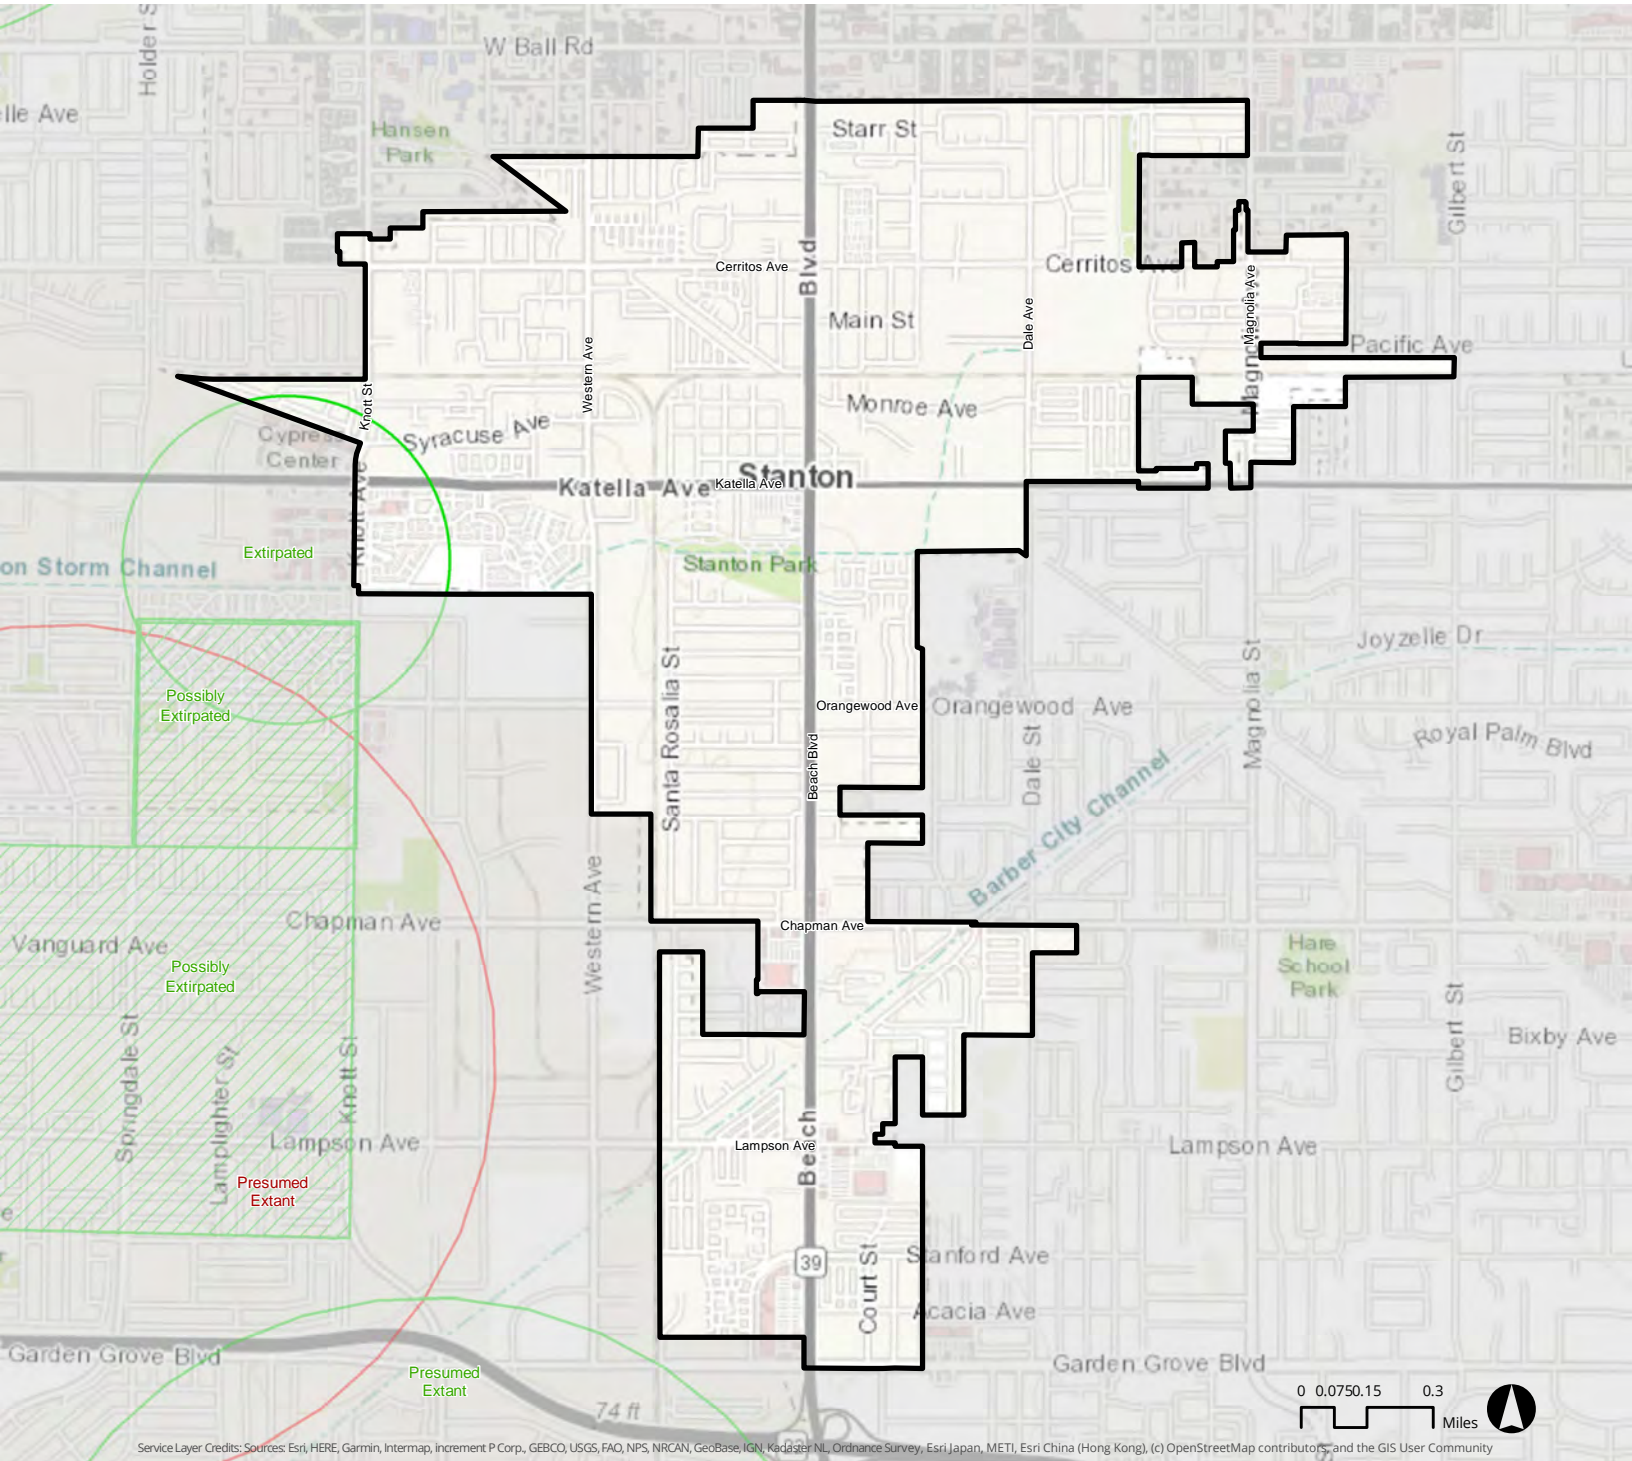 W Ball Rd
Holder S
elle Ave
Hansen
Park
Starr St
Gilbert St
Blvd
Cerritos Ave
Cerritos Ave
Magnolia Ave
Main St
Dale Ave
Western Ave
Pacific Ave
Knott St
Monroe Ave
Syracuse Ave
Cypress
Center
Stanton
Katella Ave
Katella Ave
Knott Ave
Extirpated
on Storm Channel
Stanton Park
Joyzelle Dr
Magnolia St
Santa Rosalia St
Possibly
Extirpated
Orangewood Ave
Orangewood Ave
Dale St
Royal Palm Blvd
Beach Blvd
Barber City Channel
Western Ave
Chapman Ave
Chapman Ave
Vanguard Ave
Possibly
Extirpated
Hare
School
Park
Gilbert St
Bixby Ave
Springdale St
Lamplighter St
Knott St
Lampson Ave
Lampson Ave
Lampson Ave
Beach
Presumed
Extant
39
Court St
Stanford Ave
Acacia Ave
Garden Grove Blvd
Garden Grove Blvd
Presumed
Extant
74 ft
0 0.075 0.15 0.3
Miles
Service Layer Credits: Sources: Esri, HERE, Garmin, Intermap, increment P Corp., GEBCO, USGS, FAO, NPS, NRCAN, GeoBase, IGN, Kadaster NL, Ordnance Survey, Esri Japan, METI, Esri China (Hong Kong), (c) OpenStreetMap contributors, and the GIS User Community